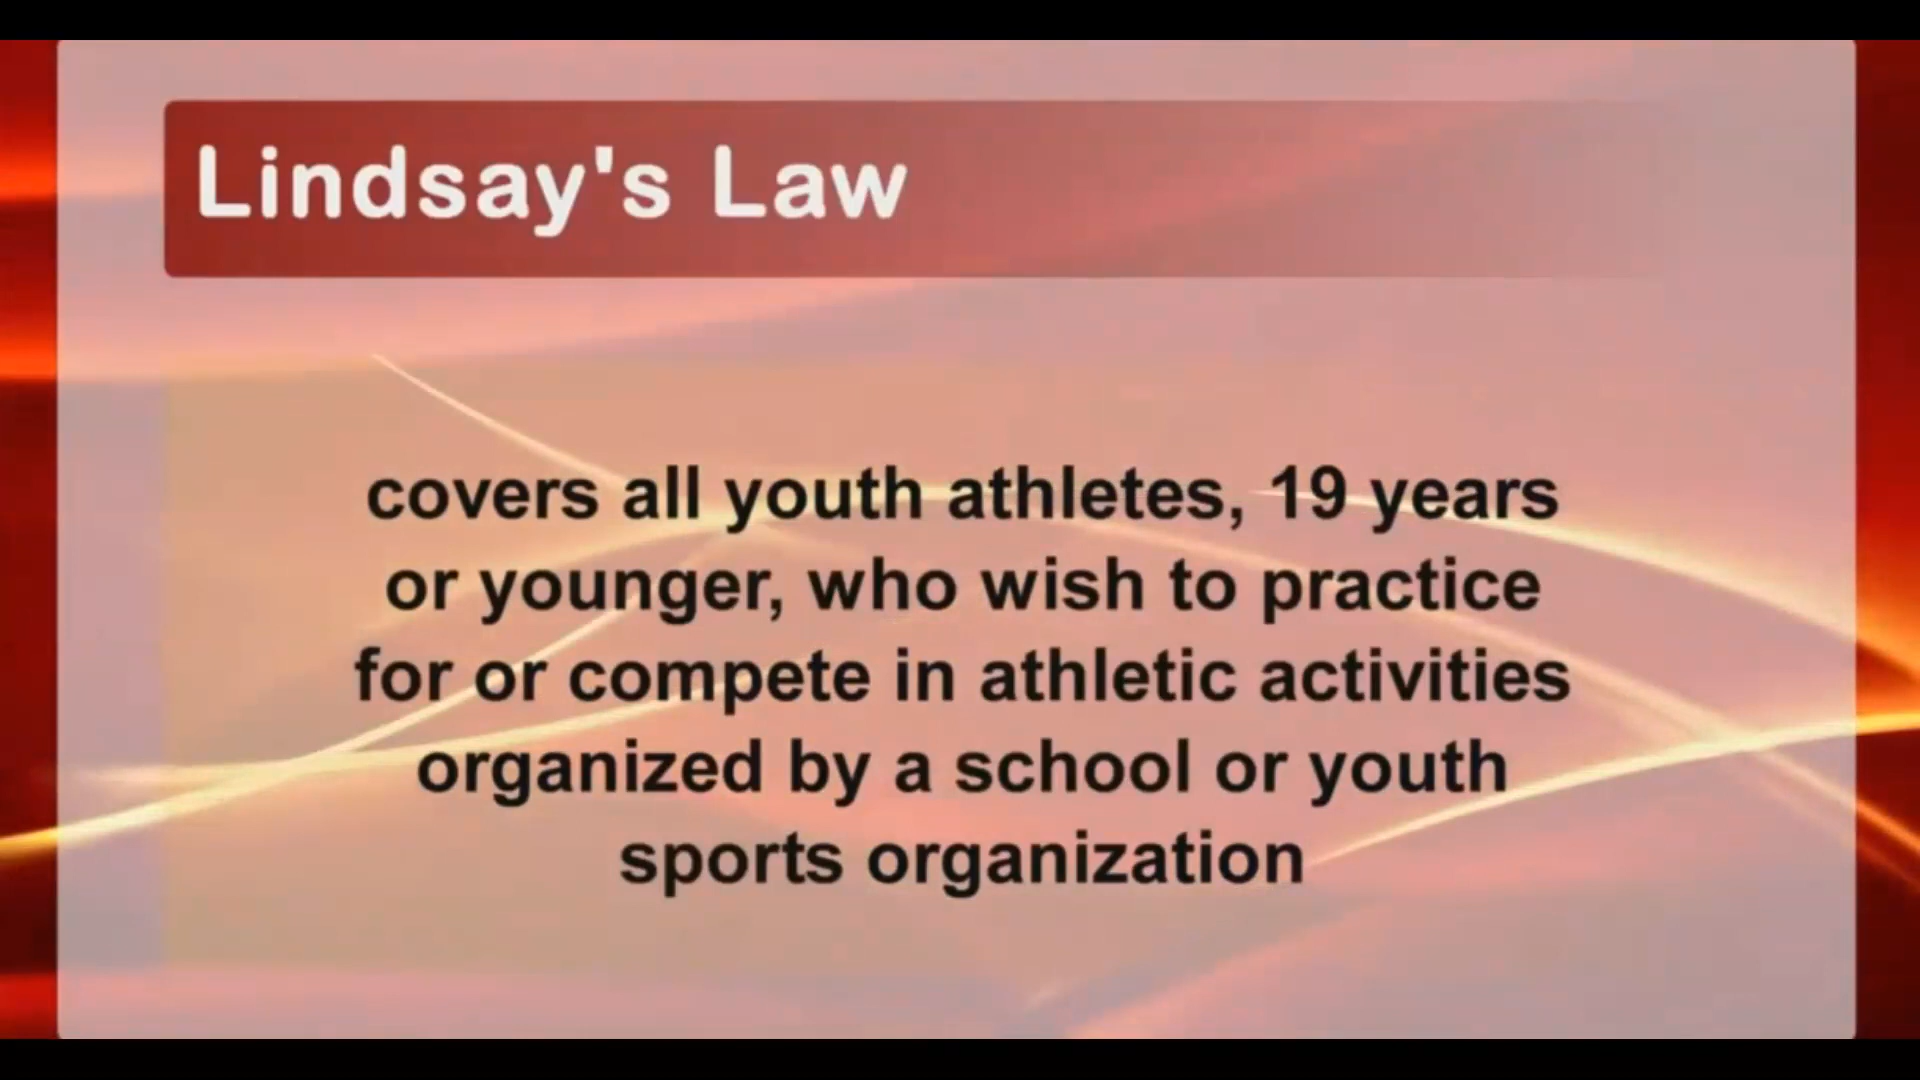 Lindsay's Law
covers all youth athletes, 19 years
or younger, who wish to practice
for or compete in athletic activities
organized by a school or youth
sports organization